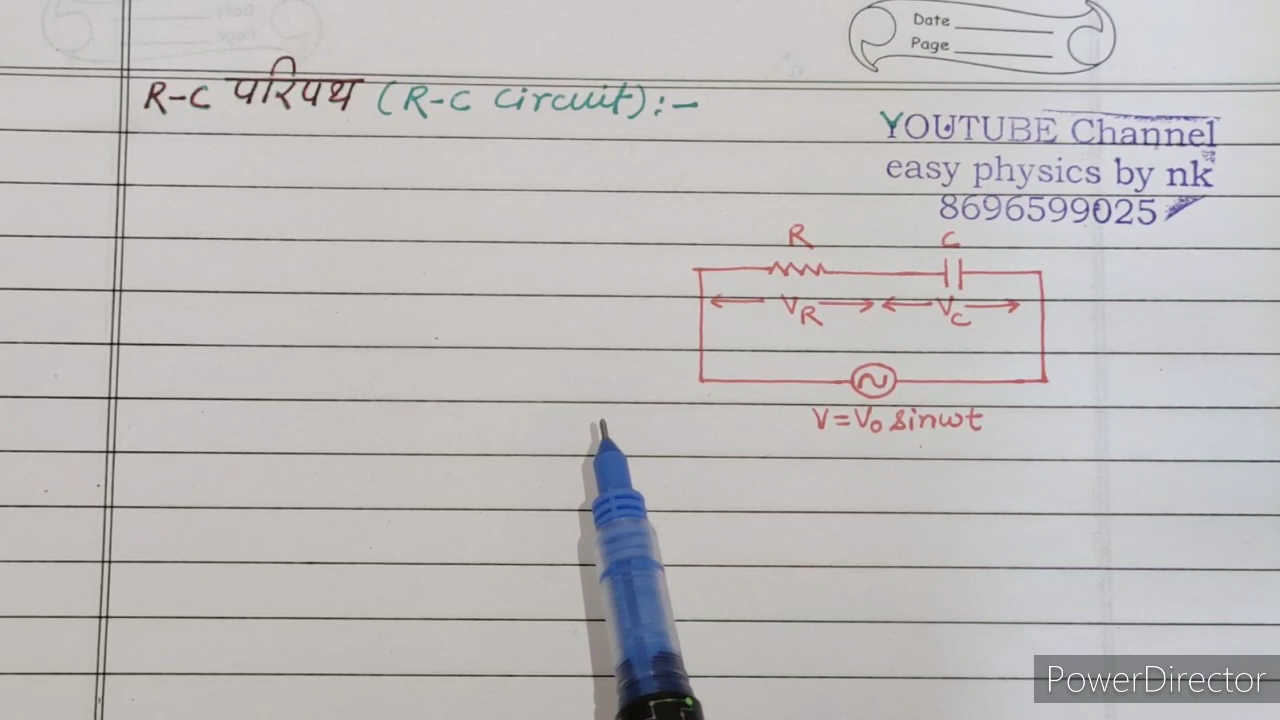 Date
Page
R-C परिपथ (R-C Circuit):-
YOUTUBE Channel
easy physics by nk
8696599025
R C
VR VC
V=V₀ sinωt
PowerDirector